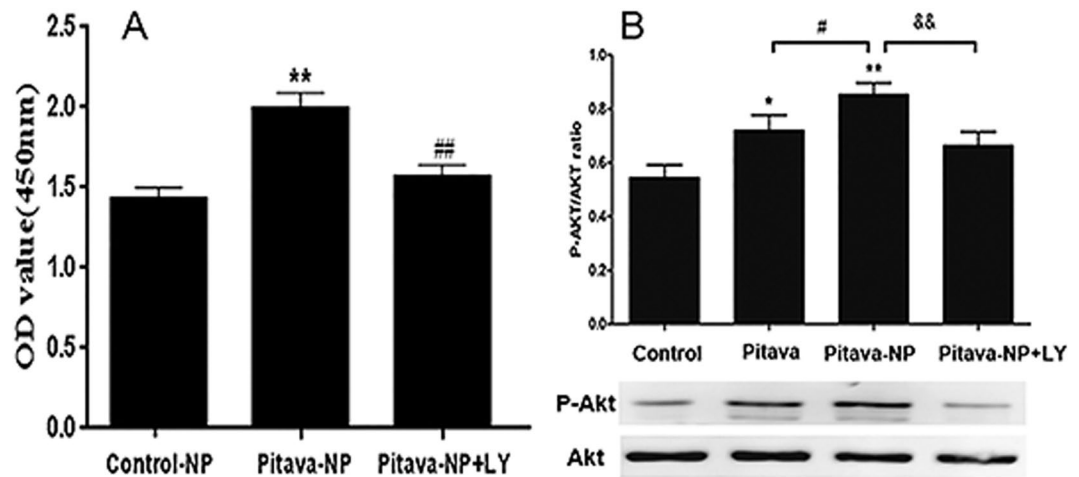 A
OD value(450nm)
2.5
2.0
1.5
1.0
0.5
0.0
**
##
Control-NP Pitava-NP Pitava-NP+LY
B
# &&
P-AKT/AKT ratio
1.0
0.8
0.6
0.4
0.2
0.0
* **
Control Pitava Pitava-NP Pitava-NP+LY
P-Akt
Akt